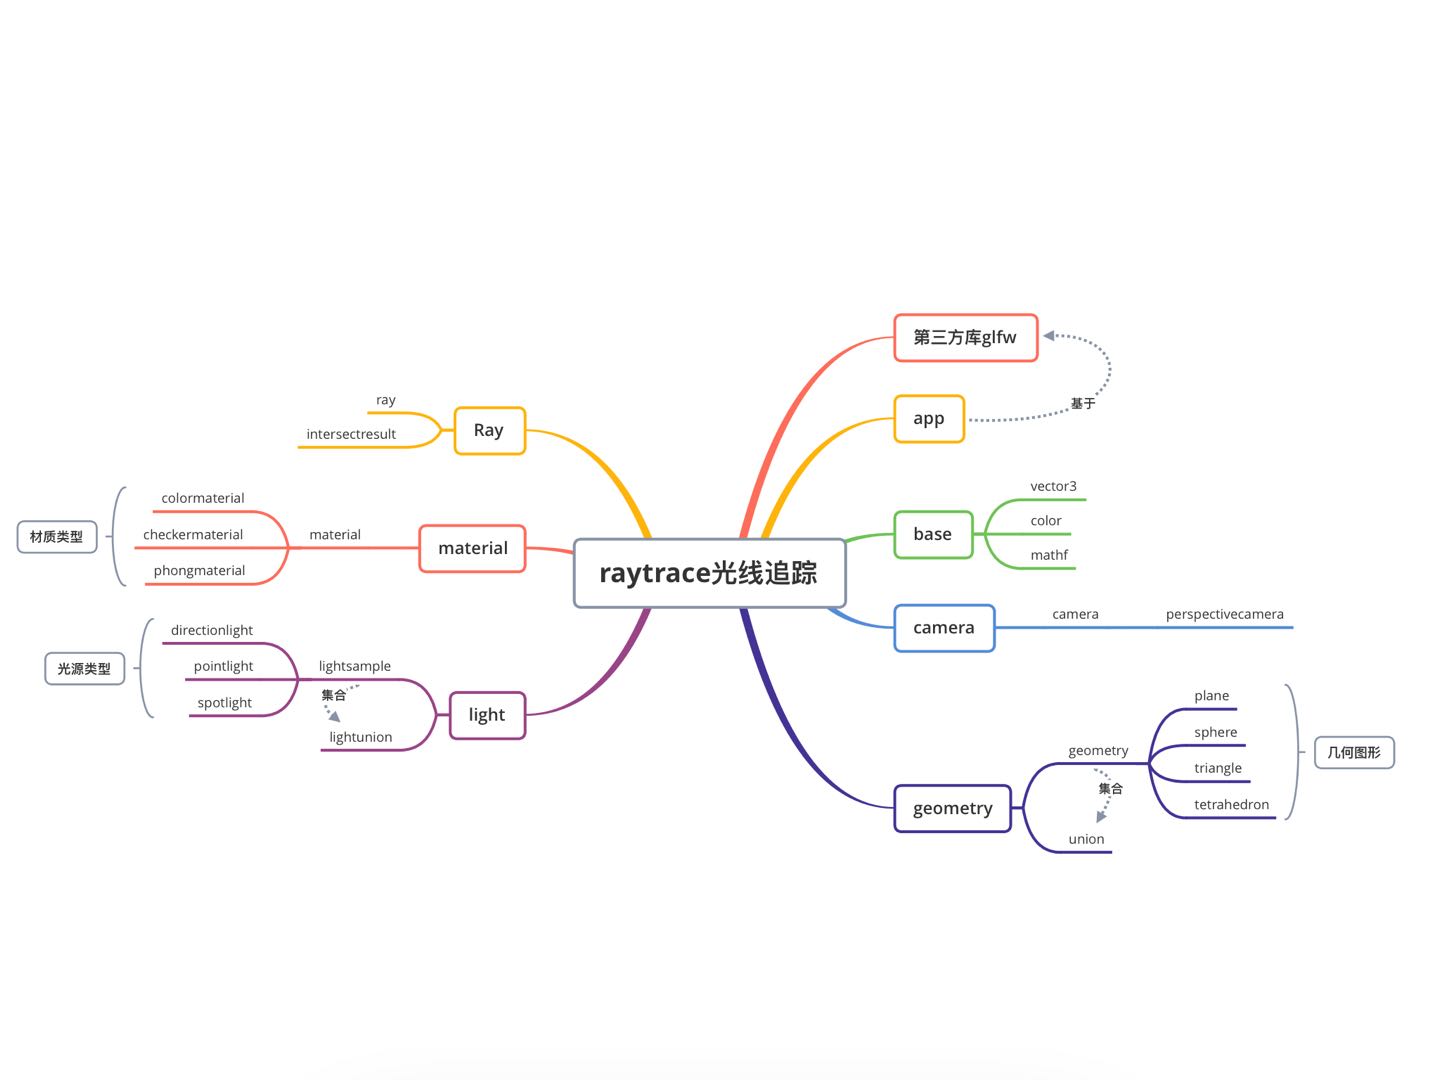 raytrace光线追踪
第三方库glfw
app
基于
base
vector3
color
mathf
camera
camera
perspectivecamera
geometry
geometry
集合
union
plane
sphere
triangle
tetrahedron
几何图形
Ray
ray
intersectresult
material
material
colormaterial
checkermaterial
phongmaterial
材质类型
light
lightsample
集合
lightunion
directionlight
pointlight
spotlight
光源类型